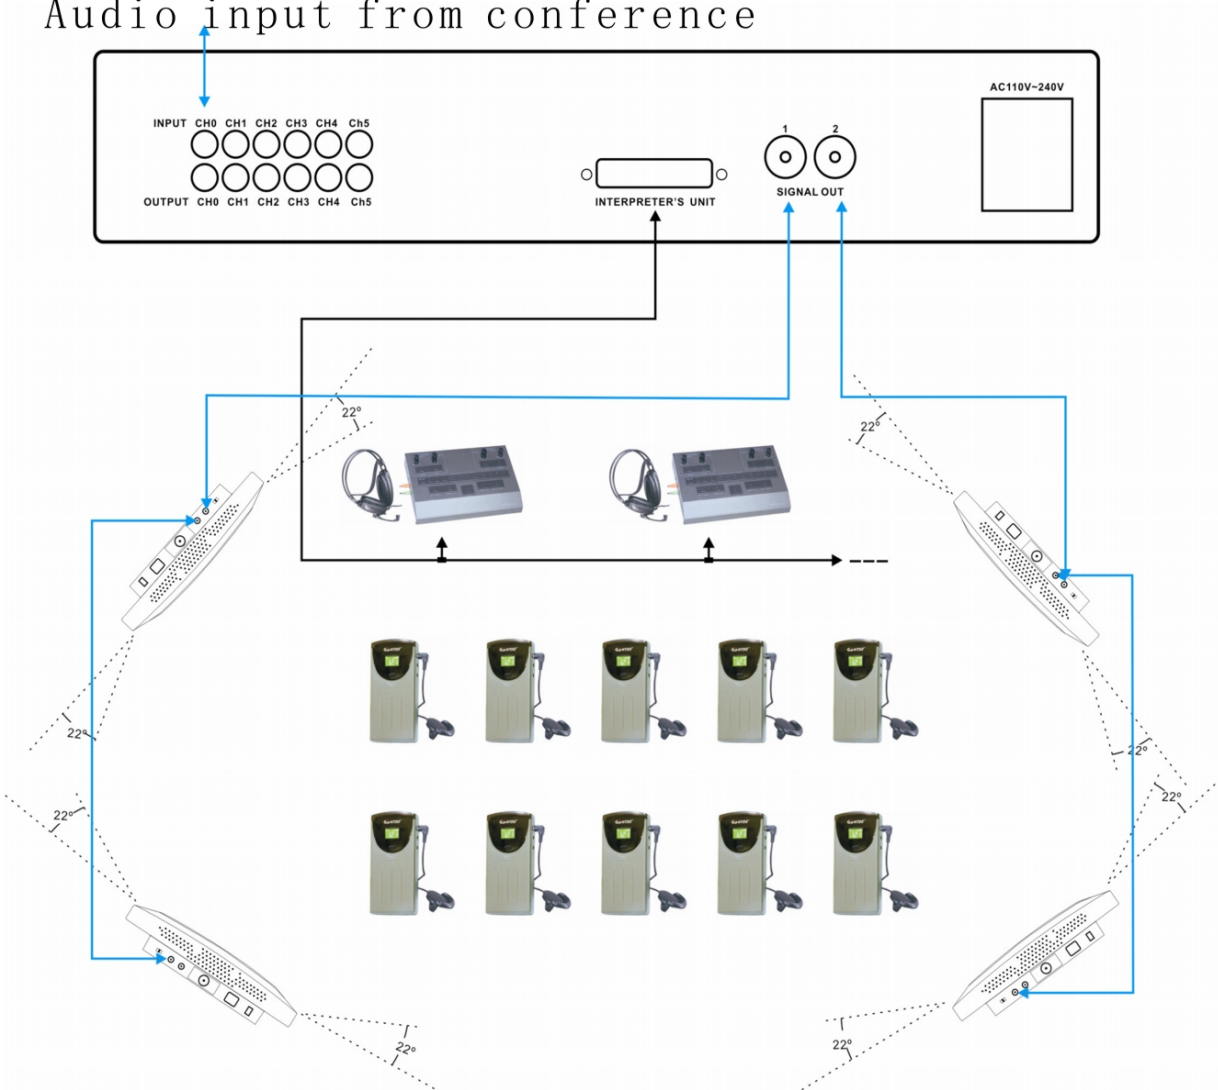 Audio input from conference
AC110V~240V
INPUT CH0 CH1 CH2 CH3 CH4 Ch5
1 2
OUTPUT CH0 CH1 CH2 CH3 CH4 Ch5
INTERPRETER'S UNIT
SIGNAL OUT
22°
22°
22°
22°
22°
22°
22°
22°